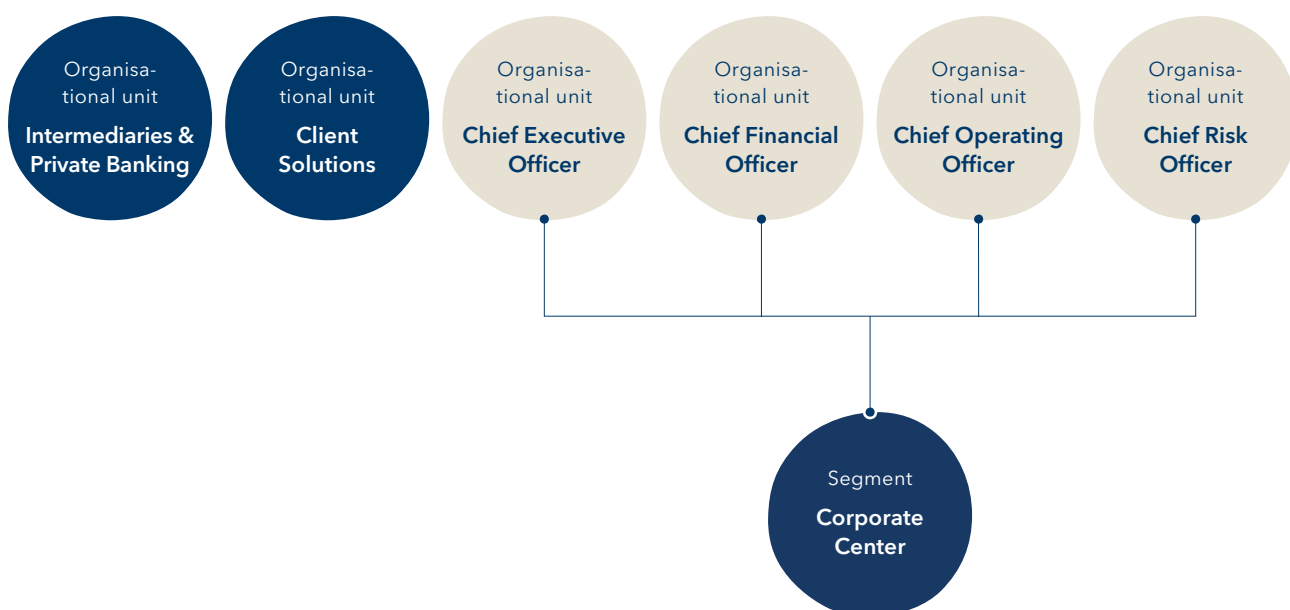 Organisa-
tional unit
Intermediaries &
Private Banking
Organisa-
tional unit
Client
Solutions
Organisa-
tional unit
Chief Executive
Officer
Organisa-
tional unit
Chief Financial
Officer
Organisa-
tional unit
Chief Operating
Officer
Organisa-
tional unit
Chief Risk
Officer
Segment
Corporate
Center